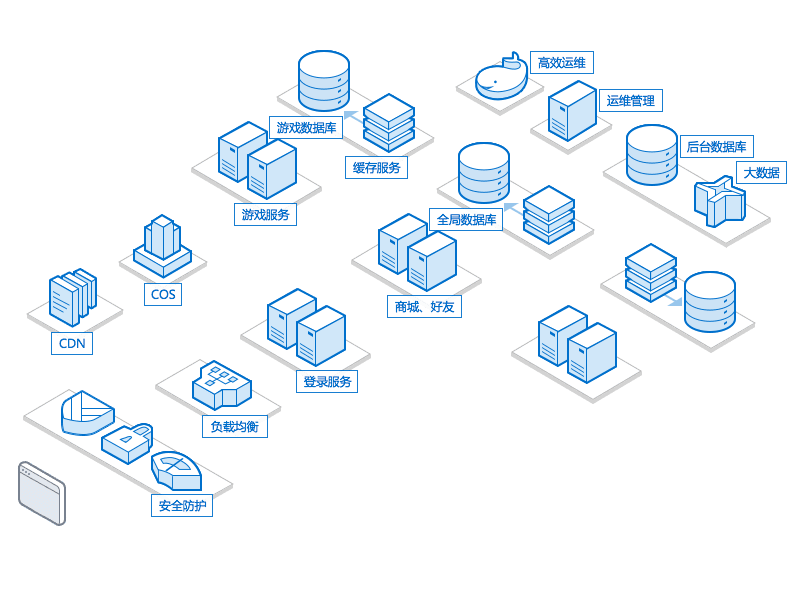 高效运维
运维管理
游戏数据库
后台数据库
缓存服务
大数据
游戏服务
全局数据库
COS
商城、好友
CDN
登录服务
负载均衡
安全防护